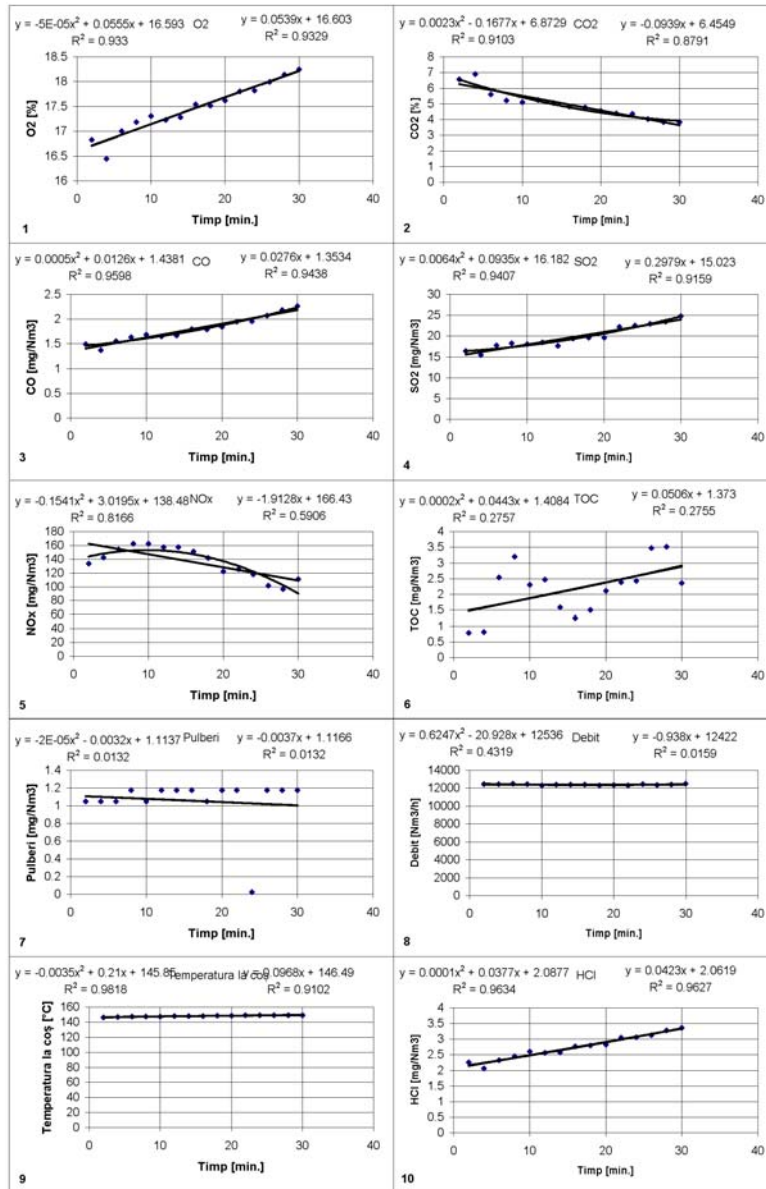 y = -5E-05x² + 0.0555x + 16.593 O2 y = 0.0539x + 16.603
R² = 0.933 R² = 0.9329
18.5
18
17.5
17
16.5
16
O2 [%]
0 10 20 30 40
Timp [min.]
1
y = 0.0023x² - 0.1677x + 6.8729 CO2 y = -0.0939x + 6.4549
R² = 0.9103 R² = 0.8791
8
7
6
5
4
3
2
1
0
CO2 [%]
0 10 20 30 40
Timp [min.]
2
y = 0.0005x² + 0.0126x + 1.4381 CO y = 0.0276x + 1.3534
R² = 0.9598 R² = 0.9438
2.5
2
1.5
1
0.5
0
CO [mg/Nm3]
0 10 20 30 40
Timp [min.]
3
y = 0.0064x² + 0.0935x + 16.182 SO2 y = 0.2979x + 15.023
R² = 0.9407 R² = 0.9159
30
25
20
15
10
5
0
SO2 [mg/Nm3]
0 10 20 30 40
Timp [min.]
4
y = -0.1541x² + 3.0195x + 138.48 NOx y = -1.9128x + 166.43
R² = 0.8166 R² = 0.5906
180
160
140
120
100
80
60
40
20
0
NOx [mg/Nm3]
0 10 20 30 40
Timp [min.]
5
y = 0.0002x² + 0.0443x + 1.4084 TOC y = 0.0506x + 1.373
R² = 0.2757 R² = 0.2755
4
3.5
3
2.5
2
1.5
1
0.5
0
TOC [mg/Nm3]
0 10 20 30 40
Timp [min.]
6
y = -2E-05x² - 0.0032x + 1.1137 Pulberi y = -0.0037x + 1.1166
R² = 0.0132 R² = 0.0132
1.4
1.2
1
0.8
0.6
0.4
0.2
0
Pulberi [mg/Nm3]
0 10 20 30 40
Timp [min.]
7
y = 0.6247x² - 20.928x + 12536 Debit y = -0.938x + 12422
R² = 0.4319 R² = 0.0159
14000
12000
10000
8000
6000
4000
2000
0
Debit [Nm3/h]
0 10 20 30 40
Timp [min.]
8
y = -0.0035x² + 0.21x + 145.85 Temperatura la coş y = 0.0968x + 146.49
R² = 0.9818 R² = 0.9102
160
140
120
100
80
60
40
20
0
Temperatura la coş [°C]
0 10 20 30 40
Timp [min.]
9
y = 0.0001x² + 0.0377x + 2.0877 HCl y = 0.0423x + 2.0619
R² = 0.9634 R² = 0.9627
4
3.5
3
2.5
2
1.5
1
0.5
0
HCl [mg/Nm3]
0 10 20 30 40
Timp [min.]
10